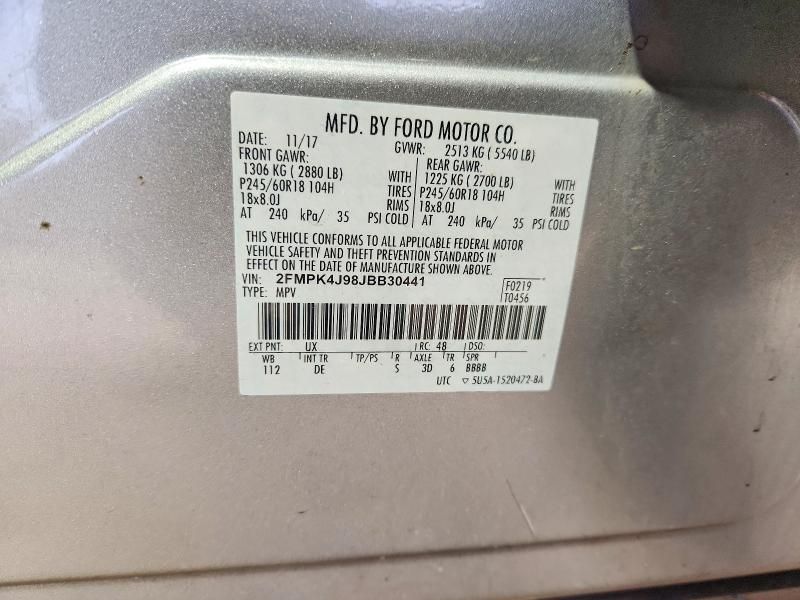 MFD. BY FORD MOTOR CO.
DATE: 11/17 GVWR: 2513 KG ( 5540 LB)
FRONT GAWR: REAR GAWR:
1306 KG ( 2880 LB) WITH 1225 KG ( 2700 LB) WITH
P245/60R18 104H TIRES P245/60R18 104H TIRES
18x8.0J RIMS 18x8.0J RIMS
AT 240 kPa/ 35 PSI COLD AT 240 kPa/ 35 PSI COLD
THIS VEHICLE CONFORMS TO ALL APPLICABLE FEDERAL MOTOR
VEHICLE SAFETY AND THEFT PREVENTION STANDARDS IN
EFFECT ON THE DATE OF MANUFACTURE SHOWN ABOVE.
VIN: 2FMPK4J98JBB30441 F0219
TYPE: MPV T0456
EXT PNT: UX RC: 48 DSO:
WB INT TR TP/PS R AXLE TR SPR
112 DE S 3D 6 BBBB
UTC ▽ 5U5A-1520472-BA